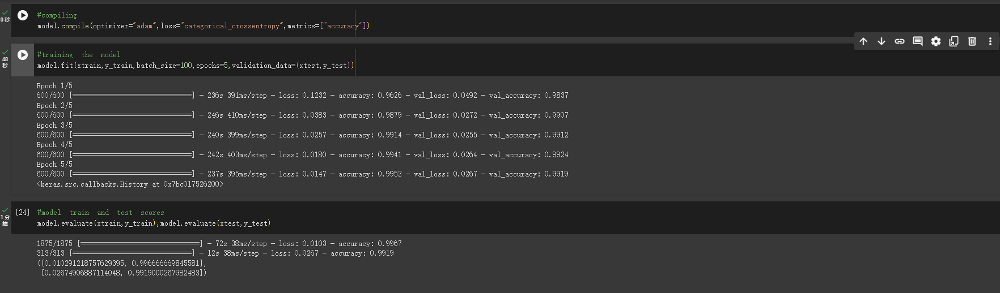 0秒
#compiling
model.compile(optimizer="adam",loss="categorical_crossentropy",metrics=["accuracy"])
48
秒
#training the model
model.fit(xtrain,y_train,batch_size=100,epochs=5,validation_data=(xtest,y_test))
Epoch 1/5
600/600 [==============================] - 236s 391ms/step - loss: 0.1232 - accuracy: 0.9626 - val_loss: 0.0492 - val_accuracy: 0.9837
Epoch 2/5
600/600 [==============================] - 246s 410ms/step - loss: 0.0383 - accuracy: 0.9879 - val_loss: 0.0272 - val_accuracy: 0.9907
Epoch 3/5
600/600 [==============================] - 240s 399ms/step - loss: 0.0257 - accuracy: 0.9914 - val_loss: 0.0255 - val_accuracy: 0.9912
Epoch 4/5
600/600 [==============================] - 242s 403ms/step - loss: 0.0180 - accuracy: 0.9941 - val_loss: 0.0264 - val_accuracy: 0.9924
Epoch 5/5
600/600 [==============================] - 237s 395ms/step - loss: 0.0147 - accuracy: 0.9952 - val_loss: 0.0267 - val_accuracy: 0.9919
<keras.src.callbacks.History at 0x7bc017526200>
1分
鐘
[24] #model train and test scores
model.evaluate(xtrain,y_train),model.evaluate(xtest,y_test)
1875/1875 [==============================] - 72s 38ms/step - loss: 0.0103 - accuracy: 0.9967
313/313 [==============================] - 12s 38ms/step - loss: 0.0267 - accuracy: 0.9919
([0.010291218757629395, 0.996666669845581],
[0.02674906887114048, 0.9919000267982483])